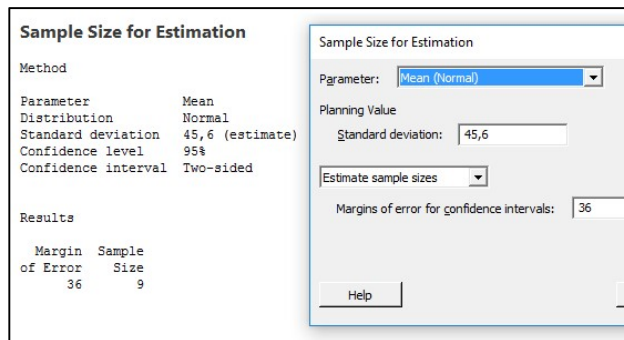 Sample Size for Estimation
Method
Parameter Mean
Distribution Normal
Standard deviation 45,6 (estimate)
Confidence level 95%
Confidence interval Two-sided
Results
Margin Sample
of Error Size
36 9
Sample Size for Estimation
Parameter: Mean (Normal)
Planning Value
Standard deviation: 45,6
Estimate sample sizes
Margins of error for confidence intervals: 36
Help